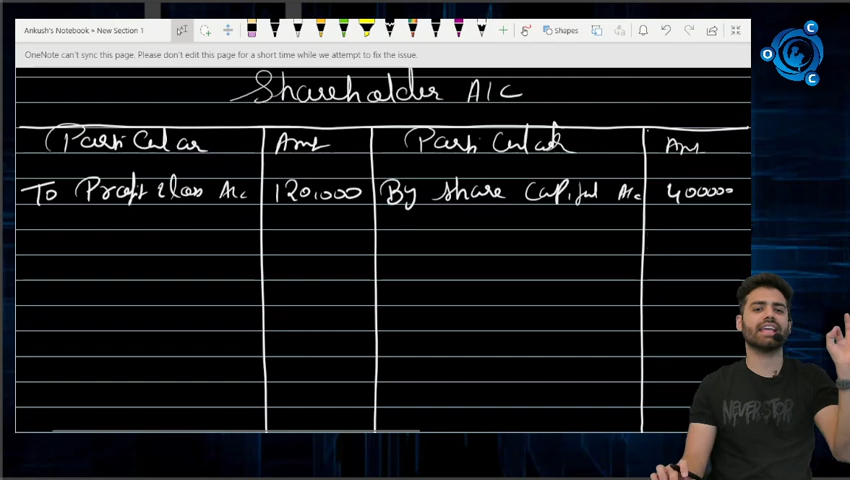 Ankush's Notebook » New Section 1
Shapes
OneNote can't sync this page. Please don't edit this page for a short time while we attempt to fix the issue.
Shareholder A/C
Particular Amt Particular Am
To Profit & loss A/c 120,000 By Share Capital A/c 400000
O C C
NEVER STOP